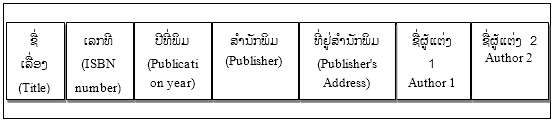 ຊື່
ເລື່ອງ
(Title)
ເລກທີ
(ISBN
number)
ປີທີ່ພິມ
(Publicati
on year)
ສຳນັກພິມ
(Publisher)
ທີ່ຢູ່ສຳນັກພິມ
(Publisher's
Address)
ຊື່ຜູ້ແຕ່ງ
1
Author 1
ຊື່ຜູ້ແຕ່ງ 2
Author 2